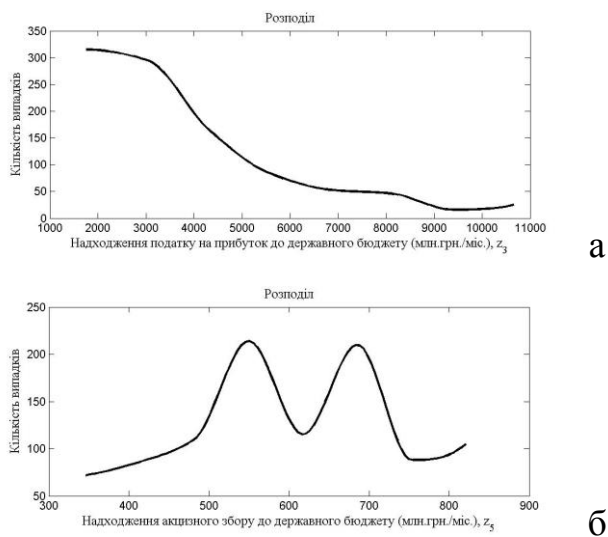 Розподіл
350
300
250
200
150
100
50
0
Кількість випадків
1000 2000 3000 4000 5000 6000 7000 8000 9000 10000 11000
Надходження податку на прибуток до державного бюджету (млн.грн./міс.), z3
а
Розподіл
250
200
150
100
50
Кількість випадків
300 400 500 600 700 800 900
Надходження акцизного збору до державного бюджету (млн.грн./міс.), z5
б